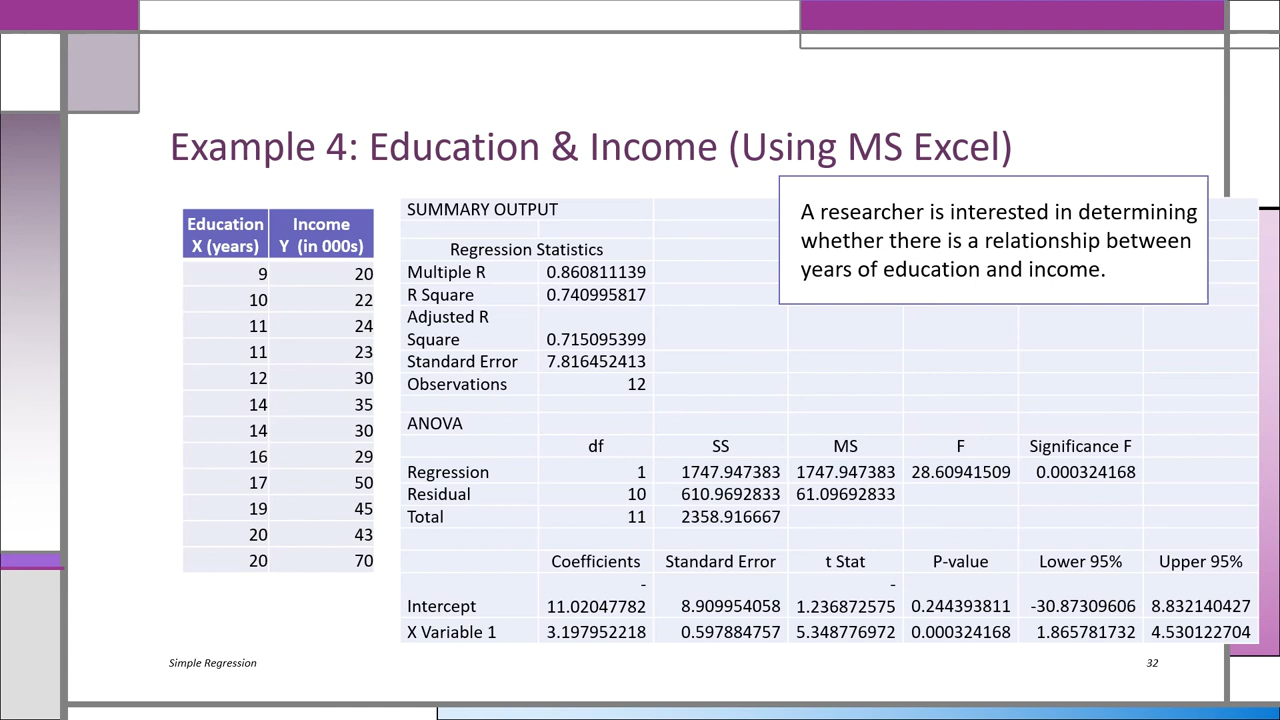 Example 4: Education & Income (Using MS Excel)
A researcher is interested in determining
whether there is a relationship between
years of education and income.
Education Income
X (years) Y (in 000s)
9 20
10 22
11 24
11 23
12 30
14 35
14 30
16 29
17 50
19 45
20 43
20 70
SUMMARY OUTPUT
Regression Statistics
Multiple R 0.860811139
R Square 0.740995817
Adjusted R
Square 0.715095399
Standard Error 7.816452413
Observations 12
ANOVA
df SS MS F Significance F
Regression 1 1747.947383 1747.947383 28.60941509 0.000324168
Residual 10 610.9692833 61.09692833
Total 11 2358.916667
Coefficients Standard Error t Stat P-value Lower 95% Upper 95%
- -
Intercept 11.02047782 8.909954058 1.236872575 0.244393811 -30.87309606 8.832140427
X Variable 1 3.197952218 0.597884757 5.348776972 0.000324168 1.865781732 4.530122704
Simple Regression 32